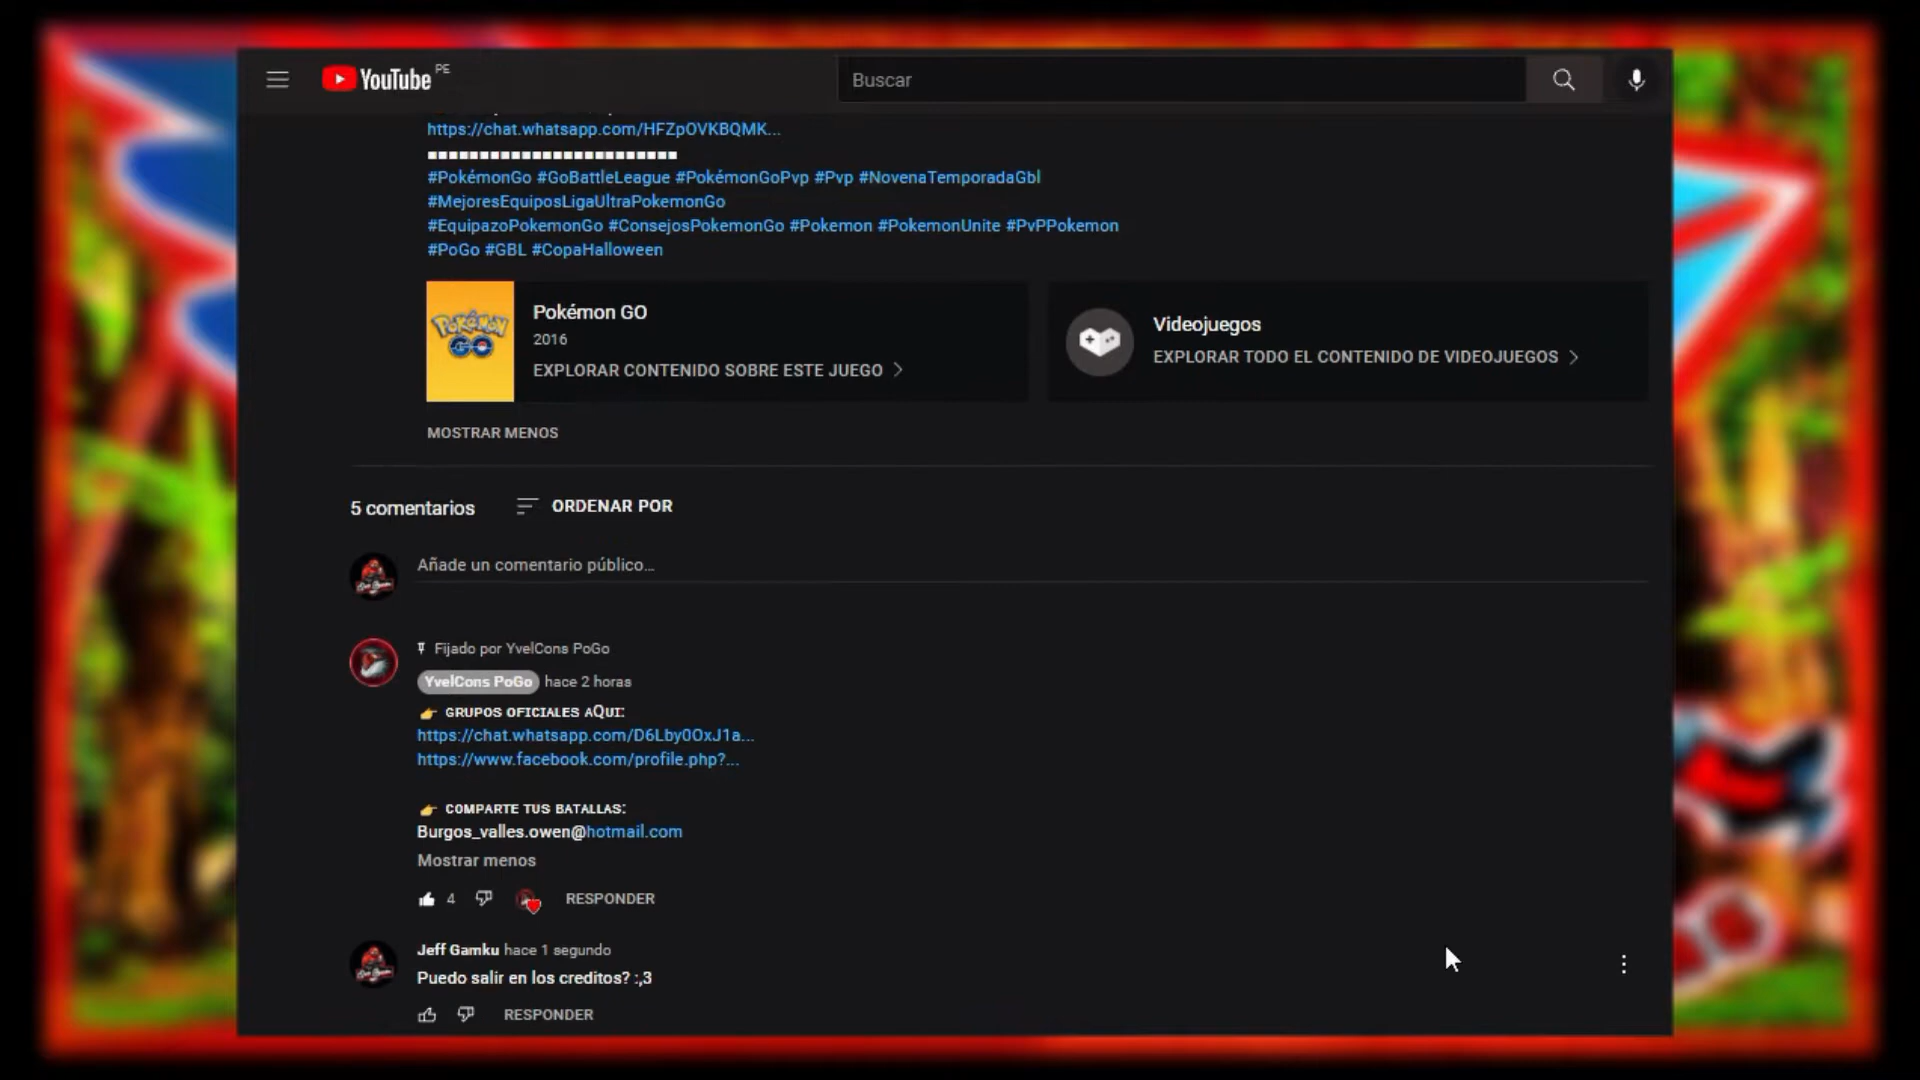 YouTube PE
Buscar
https://chat.whatsapp.com/HFZpOVKBQMK...
#PokémonGo #GoBattleLeague #PokémonGoPvp #Pvp #NovenaTemporadaGbl
#MejoresEquiposLigaUltraPokemonGo
#EquipazoPokemonGo #ConsejosPokemonGo #Pokemon #PokemonUnite #PvPPokemon
#PoGo #GBL #CopaHalloween
POKÉMON
GO
Pokémon GO
2016
EXPLORAR CONTENIDO SOBRE ESTE JUEGO
Videojuegos
EXPLORAR TODO EL CONTENIDO DE VIDEOJUEGOS
MOSTRAR MENOS
5 comentarios
ORDENAR POR
Añade un comentario público...
Fijado por YvelCons PoGo
YvelCons PoGo hace 2 horas
👉 GRUPOS OFICIALES AQUI:
https://chat.whatsapp.com/D6Lby0OxJ1a...
https://www.facebook.com/profile.php?...
👉 COMPARTE TUS BATALLAS:
Burgos_valles.owen@hotmail.com
Mostrar menos
4
RESPONDER
Jeff Gamku hace 1 segundo
Puedo salir en los creditos? :,3
RESPONDER